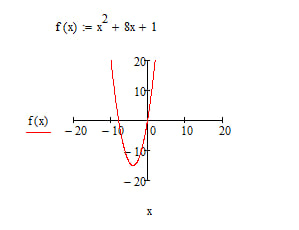 f(x) := x² + 8x + 1
20
10
f(x)
− 20 − 10 0 10 20
− 10
− 20
x